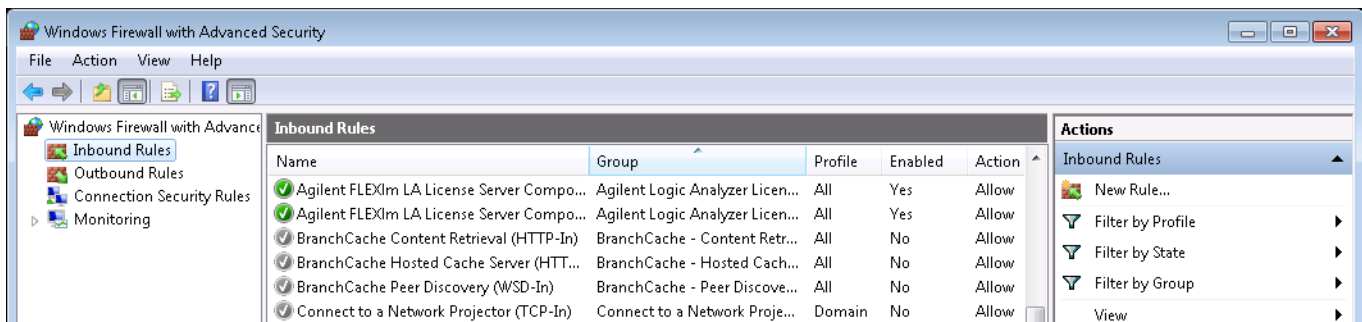 Windows Firewall with Advanced Security
File Action View Help
Windows Firewall with Advance
Inbound Rules
Outbound Rules
Connection Security Rules
Monitoring
Inbound Rules
Name Group Profile Enabled Action
Agilent FLEXlm LA License Server Compo... Agilent Logic Analyzer Licen... All Yes Allow
Agilent FLEXlm LA License Server Compo... Agilent Logic Analyzer Licen... All Yes Allow
BranchCache Content Retrieval (HTTP-In) BranchCache - Content Retr... All No Allow
BranchCache Hosted Cache Server (HTT... BranchCache - Hosted Cach... All No Allow
BranchCache Peer Discovery (WSD-In) BranchCache - Peer Discove... All No Allow
Connect to a Network Projector (TCP-In) Connect to a Network Proje... Domain No Allow
Actions
Inbound Rules
New Rule...
Filter by Profile
Filter by State
Filter by Group
View